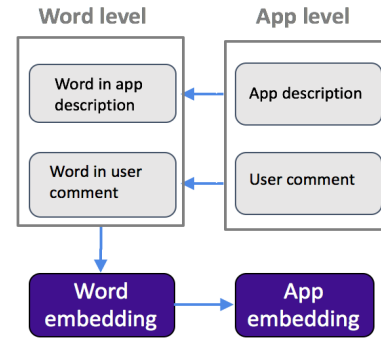 Word level
App level
Word in app
description
App description
Word in user
comment
User comment
Word
embedding
App
embedding